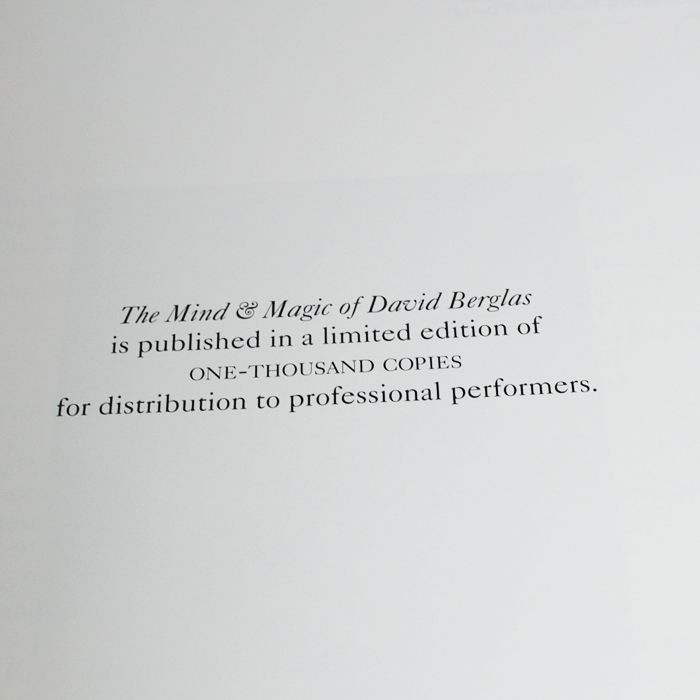 The Mind & Magic of David Berglas
is published in a limited edition of
ONE-THOUSAND COPIES
for distribution to professional performers.